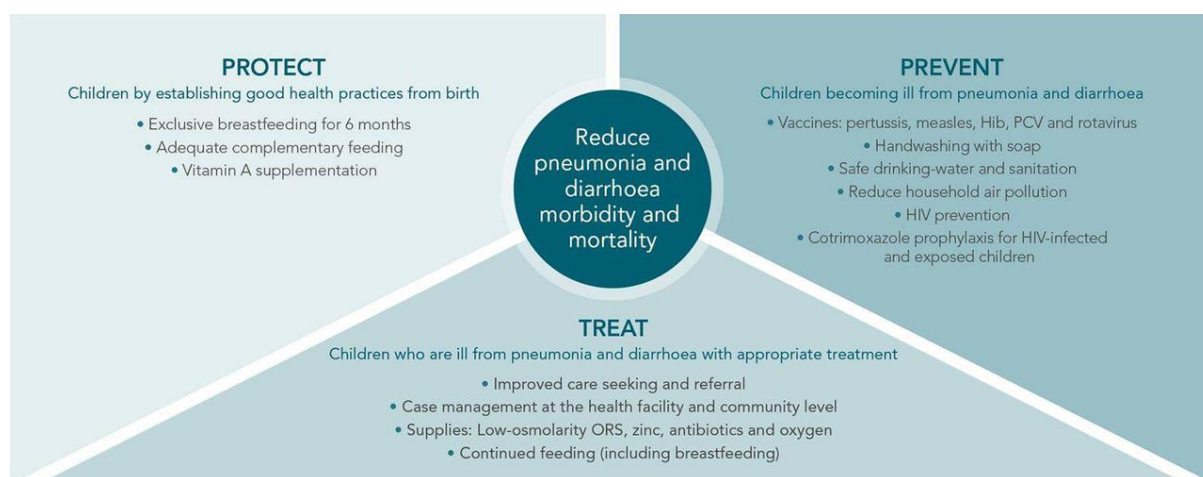 PROTECT
Children by establishing good health practices from birth
• Exclusive breastfeeding for 6 months
• Adequate complementary feeding
• Vitamin A supplementation
Reduce
pneumonia and
diarrhoea
morbidity and
mortality
PREVENT
Children becoming ill from pneumonia and diarrhoea
• Vaccines: pertussis, measles, Hib, PCV and rotavirus
• Handwashing with soap
• Safe drinking-water and sanitation
• Reduce household air pollution
• HIV prevention
• Cotrimoxazole prophylaxis for HIV-infected
and exposed children
TREAT
Children who are ill from pneumonia and diarrhoea with appropriate treatment
• Improved care seeking and referral
• Case management at the health facility and community level
• Supplies: Low-osmolarity ORS, zinc, antibiotics and oxygen
• Continued feeding (including breastfeeding)